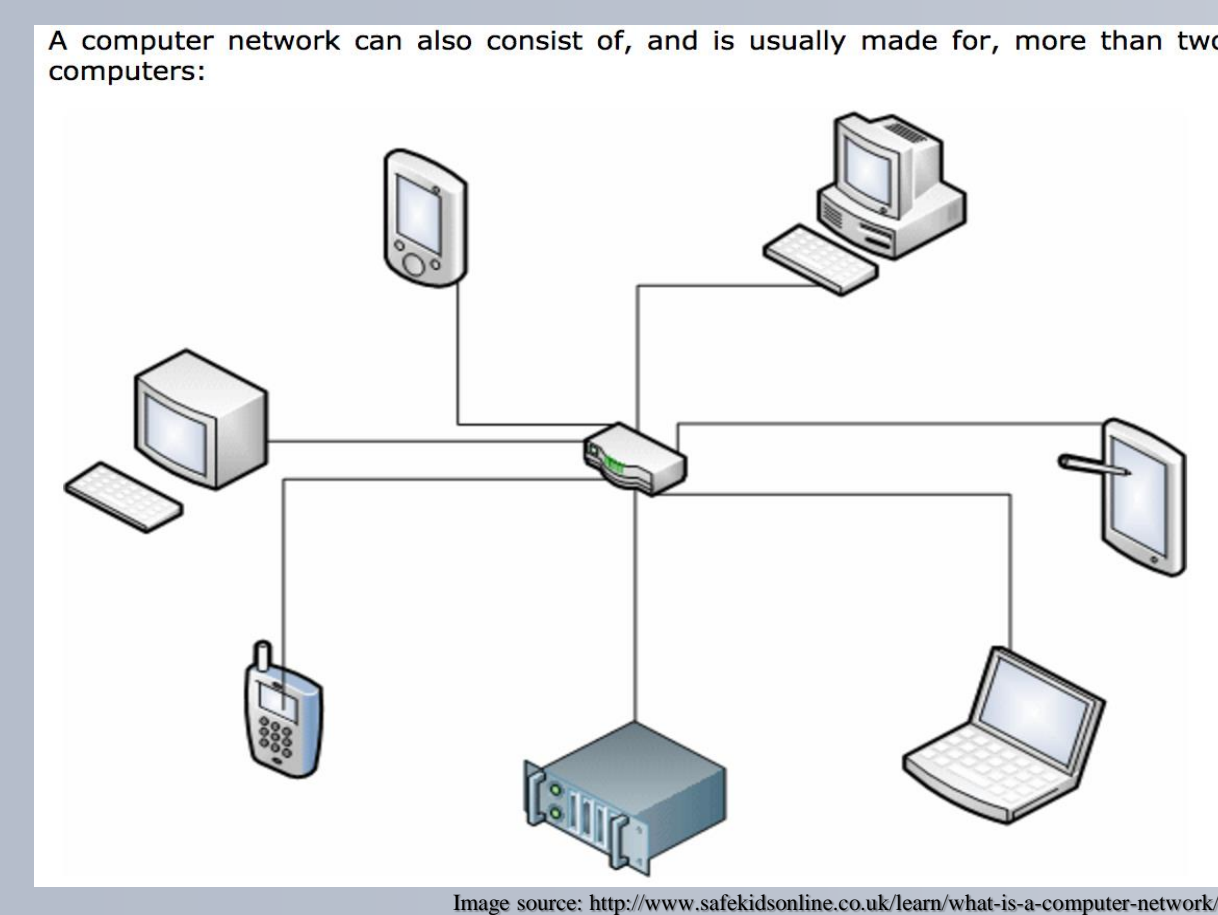 A computer network can also consist of, and is usually made for, more than two
computers:
Image source: http://www.safekidsonline.co.uk/learn/what-is-a-computer-network/